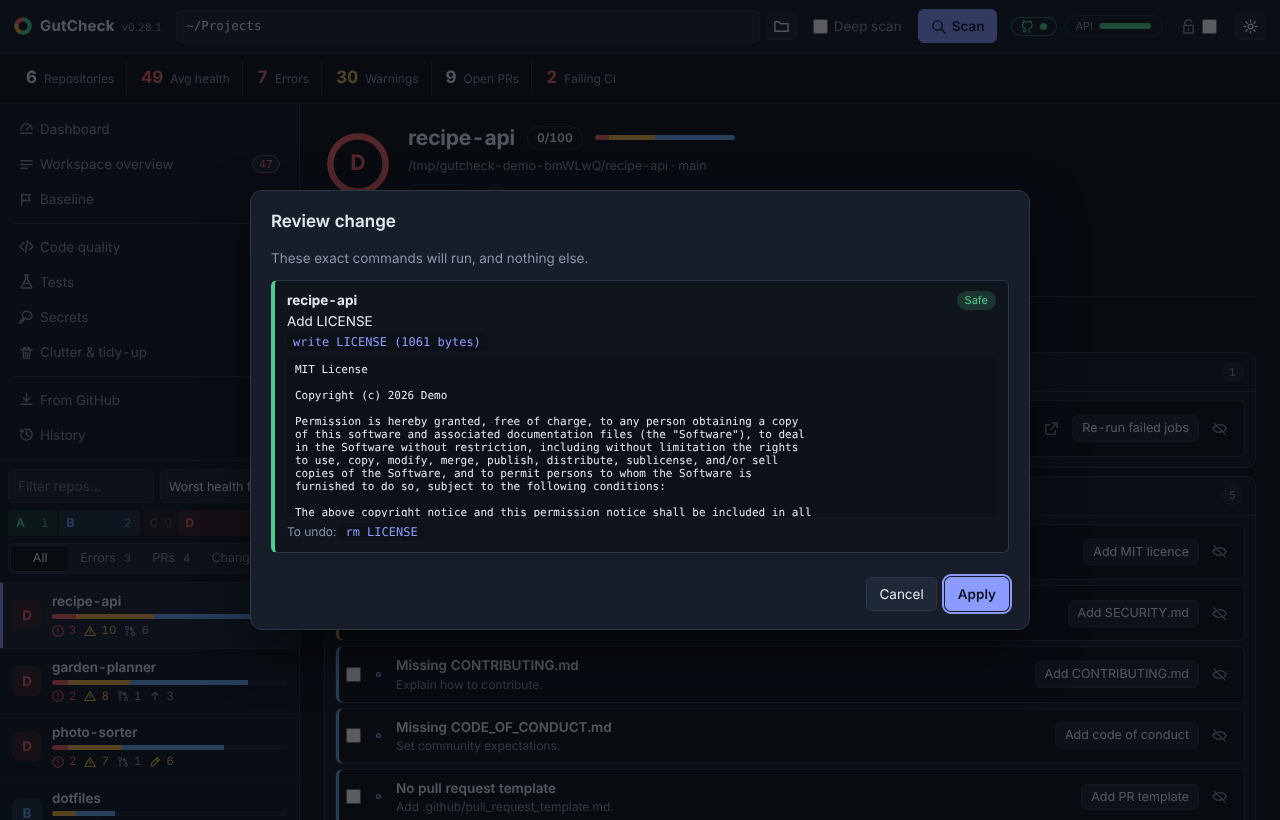 GutCheck v0.28.1
~/Projects
Deep scan
Scan
API
6 Repositories
49 Avg health
7 Errors
30 Warnings
9 Open PRs
2 Failing CI
Dashboard
Workspace overview 47
Baseline
Code quality
Tests
Secrets
Clutter & tidy-up
From GitHub
History
Filter repos...
Worst health f
A 1
B 2
C 0
D
All
Errors 3
PRs 4
Chang
D
recipe-api
3 10 6
D
garden-planner
2 8 1 3
D
photo-sorter
2 7 1 6
B
dotfiles
D
recipe-api 0/100
/tmp/gutcheck-demo-bmWLwQ/recipe-api · main
Review change
These exact commands will run, and nothing else.
recipe-api
Safe
Add LICENSE
write LICENSE (1061 bytes)
MIT License
Copyright (c) 2026 Demo
Permission is hereby granted, free of charge, to any person obtaining a copy
of this software and associated documentation files (the "Software"), to deal
in the Software without restriction, including without limitation the rights
to use, copy, modify, merge, publish, distribute, sublicense, and/or sell
copies of the Software, and to permit persons to whom the Software is
furnished to do so, subject to the following conditions:
The above copyright notice and this permission notice shall be included in all
To undo: rm LICENSE
Cancel
Apply
1
Re-run failed jobs
5
Add MIT licence
Add SECURITY.md
Missing CONTRIBUTING.md
Explain how to contribute.
Add CONTRIBUTING.md
Missing CODE_OF_CONDUCT.md
Set community expectations.
Add code of conduct
No pull request template
Add .github/pull_request_template.md.
Add PR template